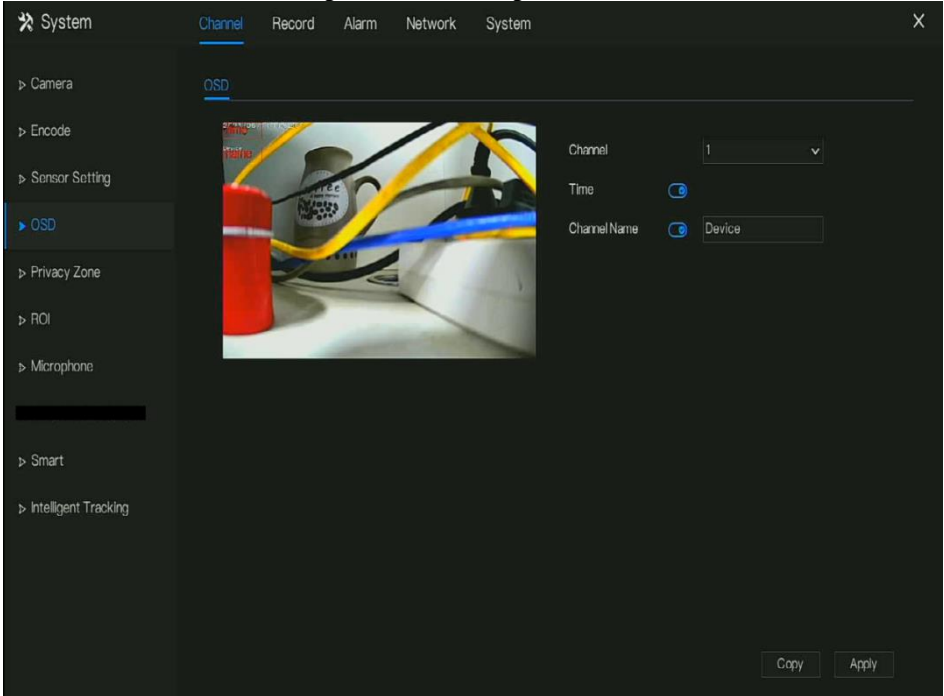 System
Channel Record Alarm Network System X
Camera
OSD
Encode
Sensor Setting
OSD
Privacy Zone
ROI
Microphone
Smart
Intelligent Tracking
Channel 1
Time
Channel Name Device
Copy Apply